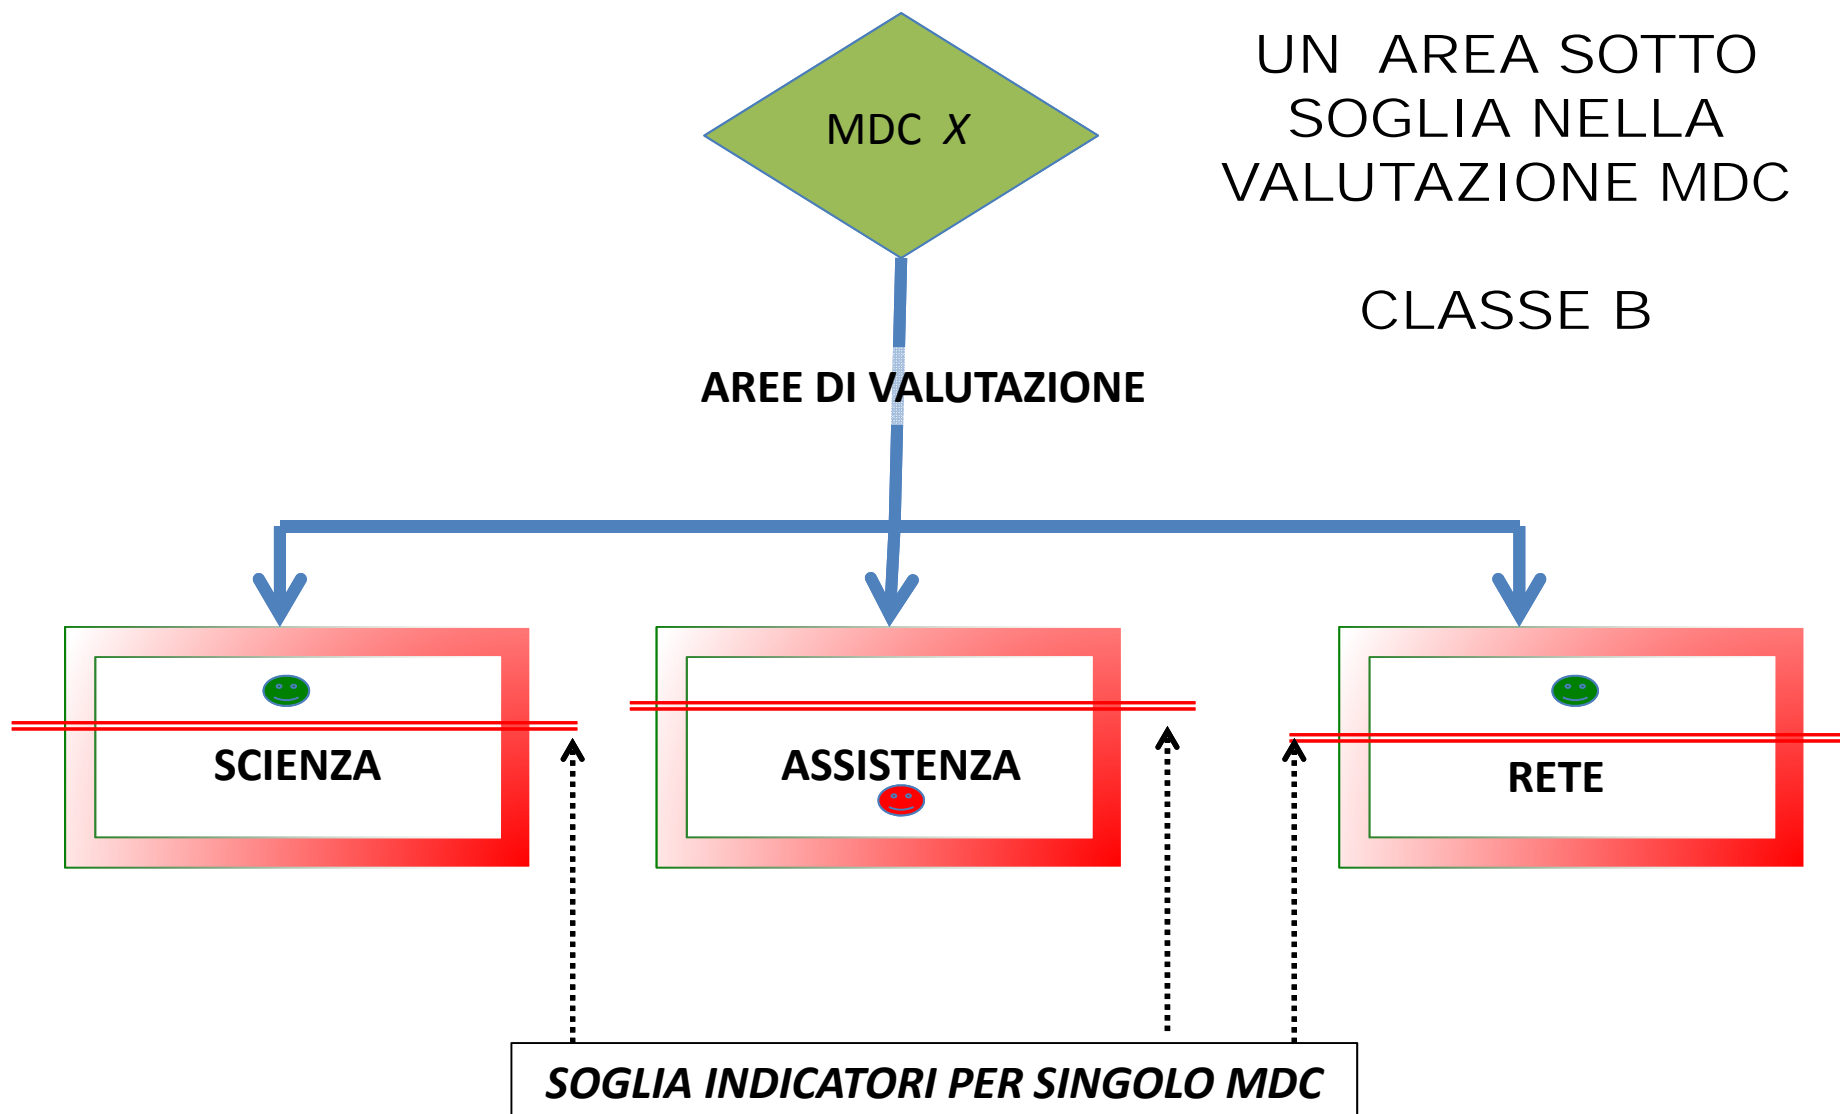 UN AREA SOTTO
SOGLIA NELLA
VALUTAZIONE MDC
CLASSE B
MDC X
AREE DI VALUTAZIONE
SCIENZA
ASSISTENZA
RETE
SOGLIA INDICATORI PER SINGOLO MDC